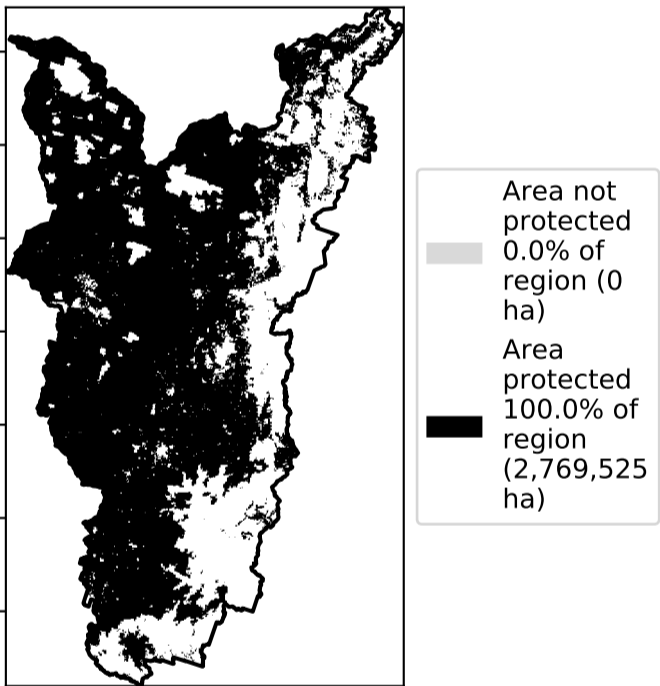 Area not
protected
0.0% of
region (0
ha)
Area
protected
100.0% of
region
(2,769,525
ha)